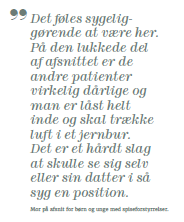 ”
Det føles sygelig-
gørende at være her.
På den lukkede del
af afsnittet er de
andre patienter
virkelig dårlige og
man er låst helt
inde og skal trække
luft i et jernbur.
Det er et hårdt slag
at skulle se sig selv
eller sin datter i så
syg en position.
Mor på afsnit for børn og unge med spiseforstyrrelser.